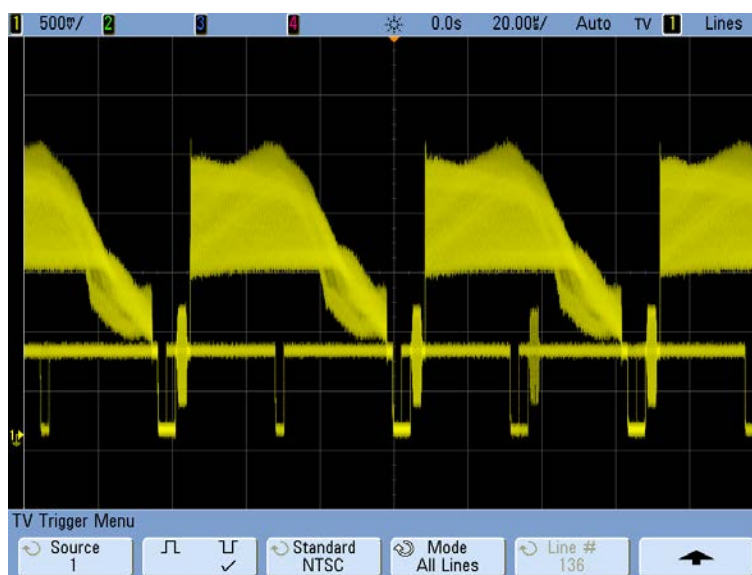 1 500mV/ 2 3 4 0.0s 20.00µs/ Auto TV 1 Lines
1
TV Trigger Menu
Source Standard Mode Line #
1 NTSC All Lines 136